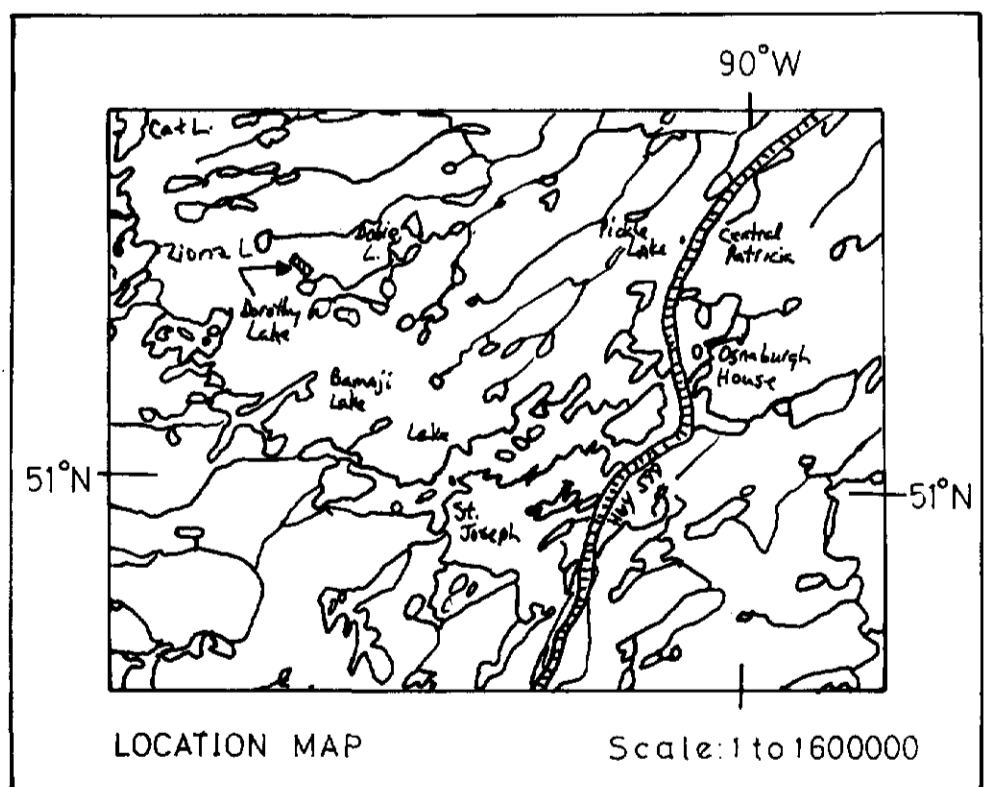 90°W
Cat L.
Ziona L
Dobie
L.
Pickle
Lake
Central
Patricia
Dorothy
Lake
Osnaburgh
House
Bamaji
Lake
Lake
51°N
51°N
St.
Joseph
Hwy 599
LOCATION MAP
Scale: 1 to 1600000